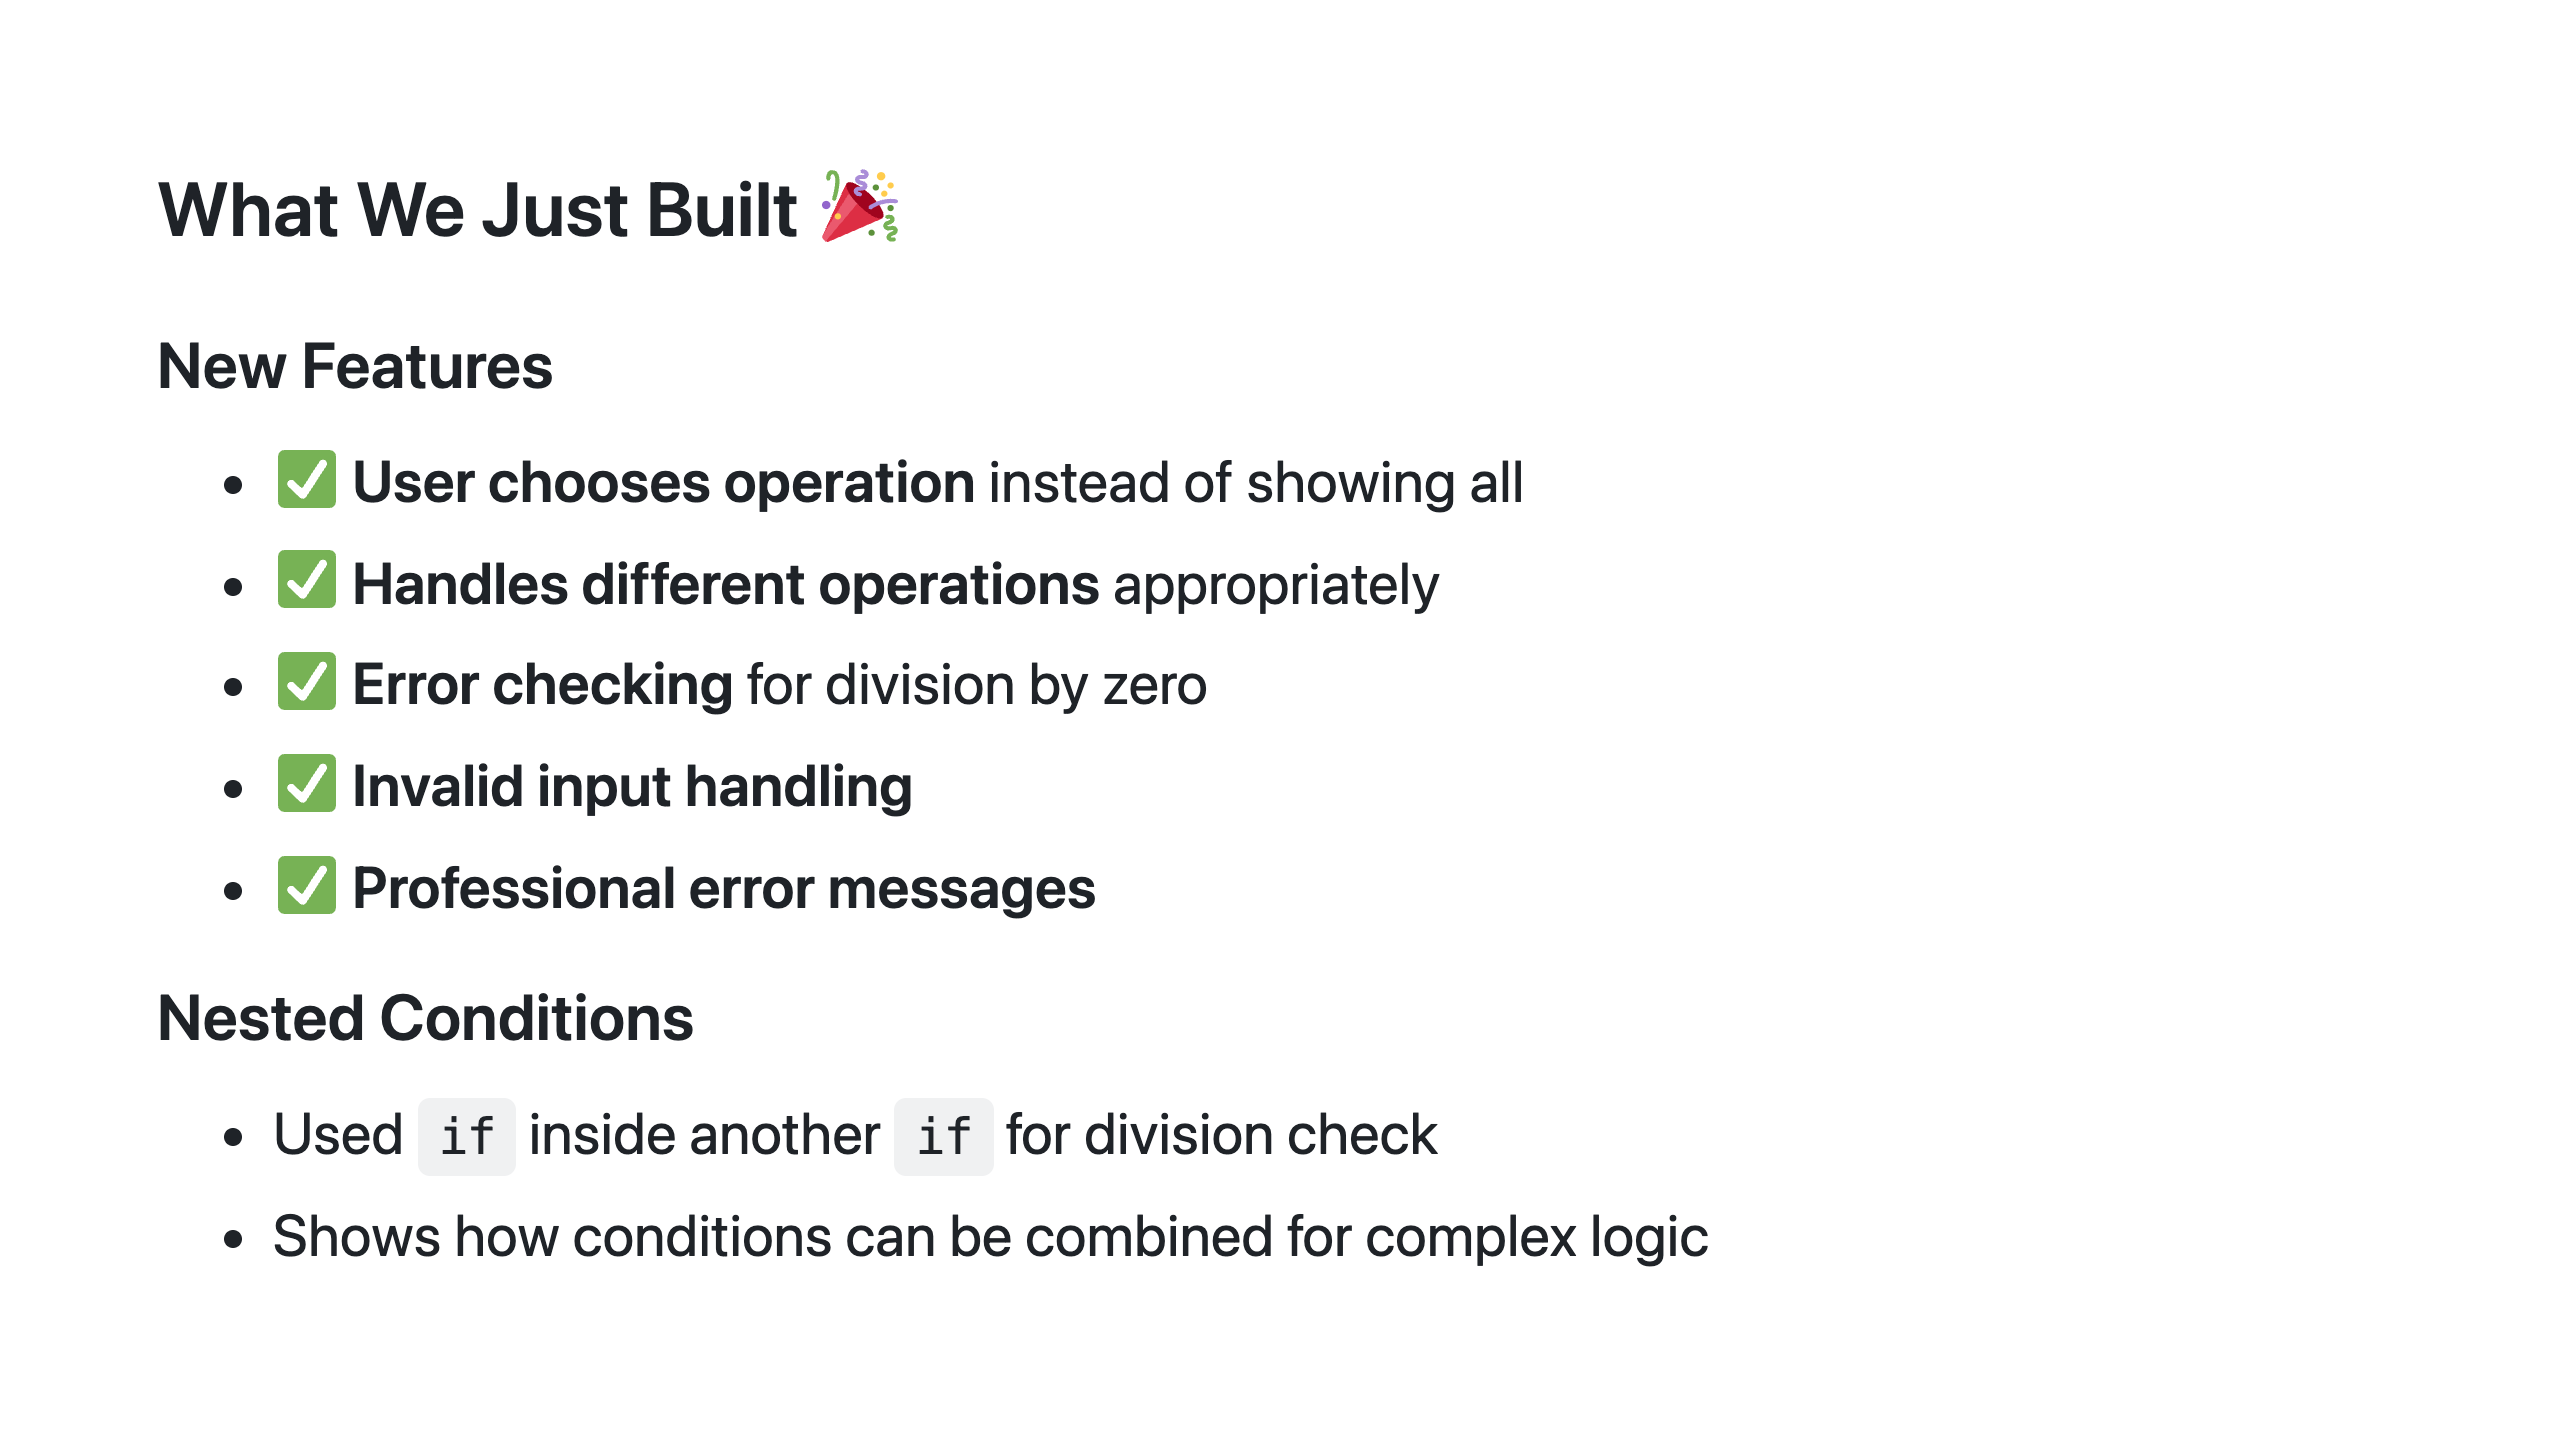 What We Just Built 🎉
New Features
• ✅ User chooses operation instead of showing all
• ✅ Handles different operations appropriately
• ✅ Error checking for division by zero
• ✅ Invalid input handling
• ✅ Professional error messages
Nested Conditions
• Used if inside another if for division check
• Shows how conditions can be combined for complex logic